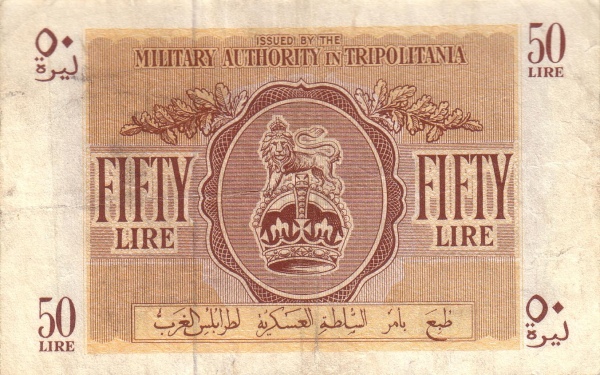 ISSUED BY THE
MILITARY AUTHORITY IN TRIPOLITANIA
٥٠
ليرة
50
LIRE
FIFTY
LIRE
FIFTY
LIRE
طبع بامر السلطة العسكرية لطرابلس الغرب
50
LIRE
٥٠
ليرة